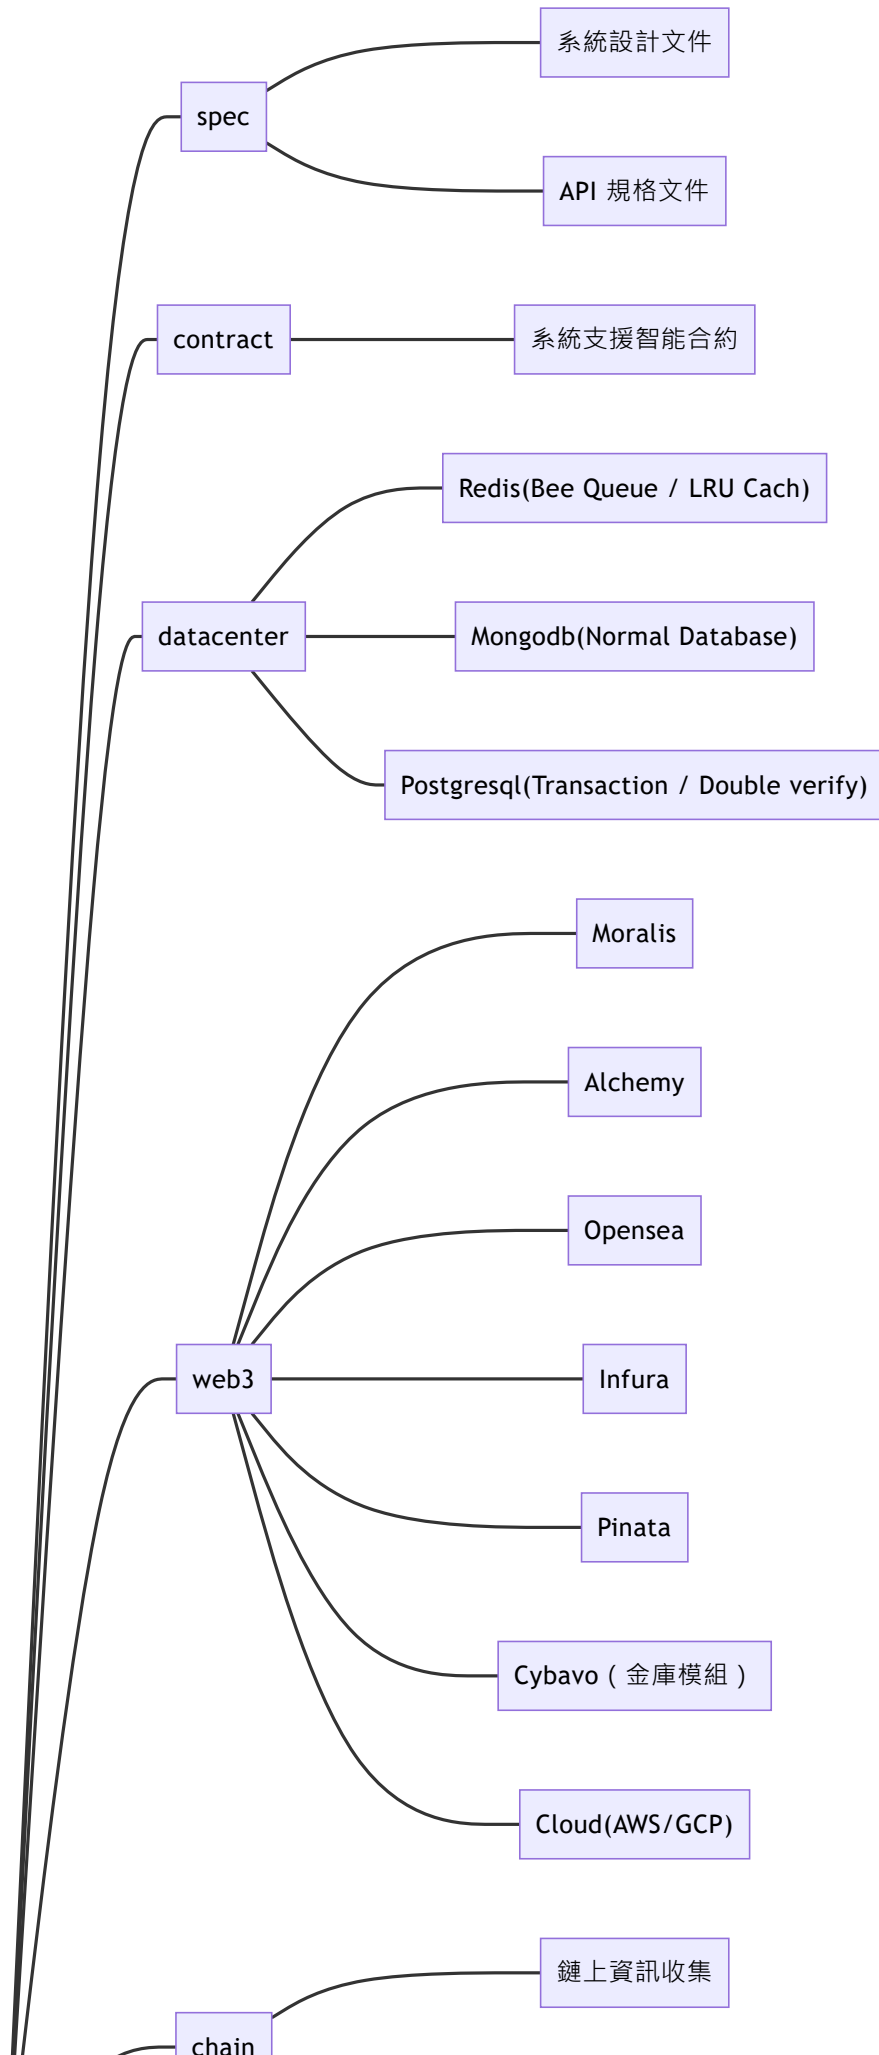 系統設計文件
spec
API 規格文件
contract
系統支援智能合約
Redis(Bee Queue / LRU Cach)
datacenter
Mongodb(Normal Database)
Postgresql(Transaction / Double verify)
Moralis
Alchemy
Opensea
web3
Infura
Pinata
Cybavo ( 金庫模組 )
Cloud(AWS/GCP)
鏈上資訊收集
chain